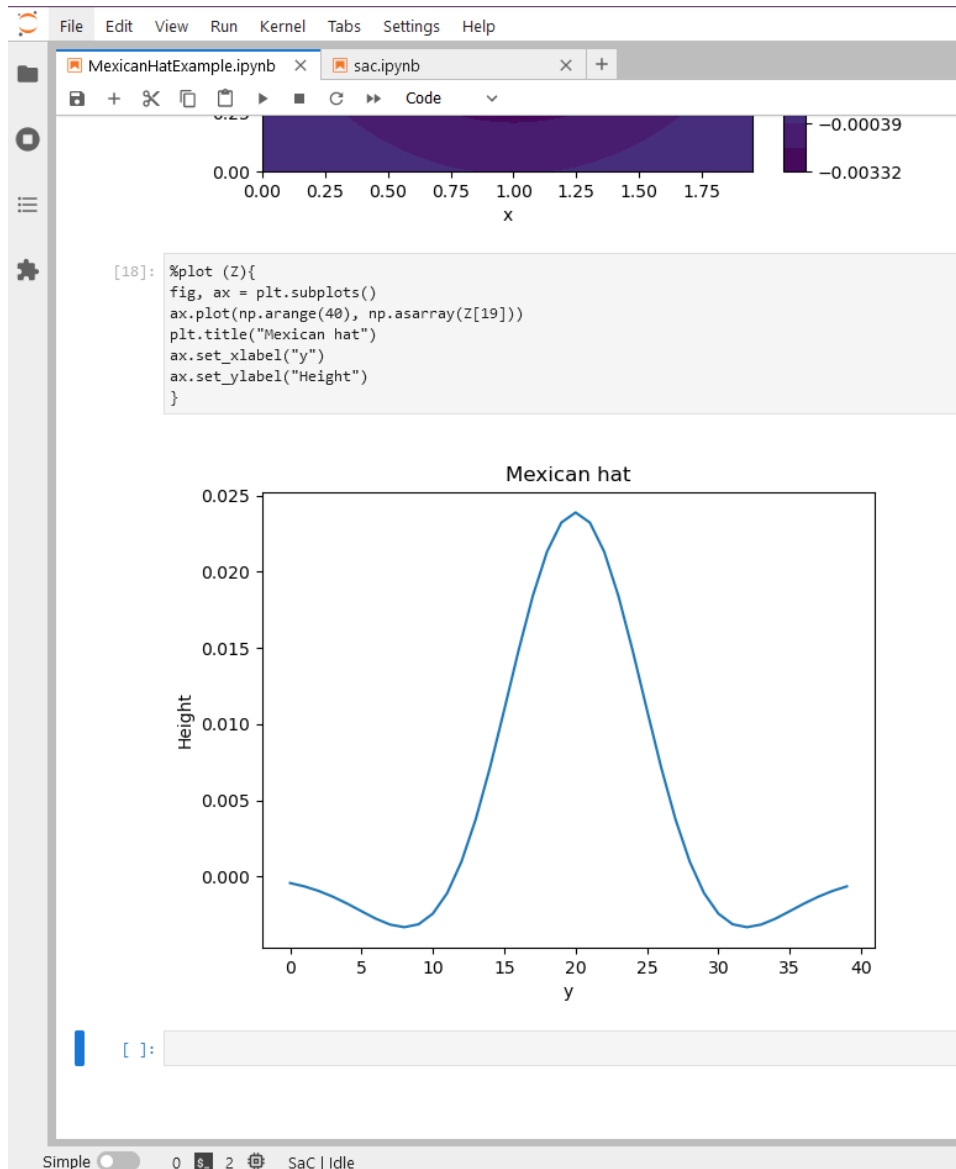 File Edit View Run Kernel Tabs Settings Help
MexicanHatExample.ipynb × sac.ipynb × +
Code
−0.00039
0.00
−0.00332
0.00 0.25 0.50 0.75 1.00 1.25 1.50 1.75
x
[18]: %plot (Z){
fig, ax = plt.subplots()
ax.plot(np.arange(40), np.asarray(Z[19]))
plt.title("Mexican hat")
ax.set_xlabel("y")
ax.set_ylabel("Height")
}
Mexican hat
0.025
0.020
0.015
0.010
0.005
0.000
Height
0 5 10 15 20 25 30 35 40
y
[ ]:
Simple 0 $_ 2 SaC | Idle